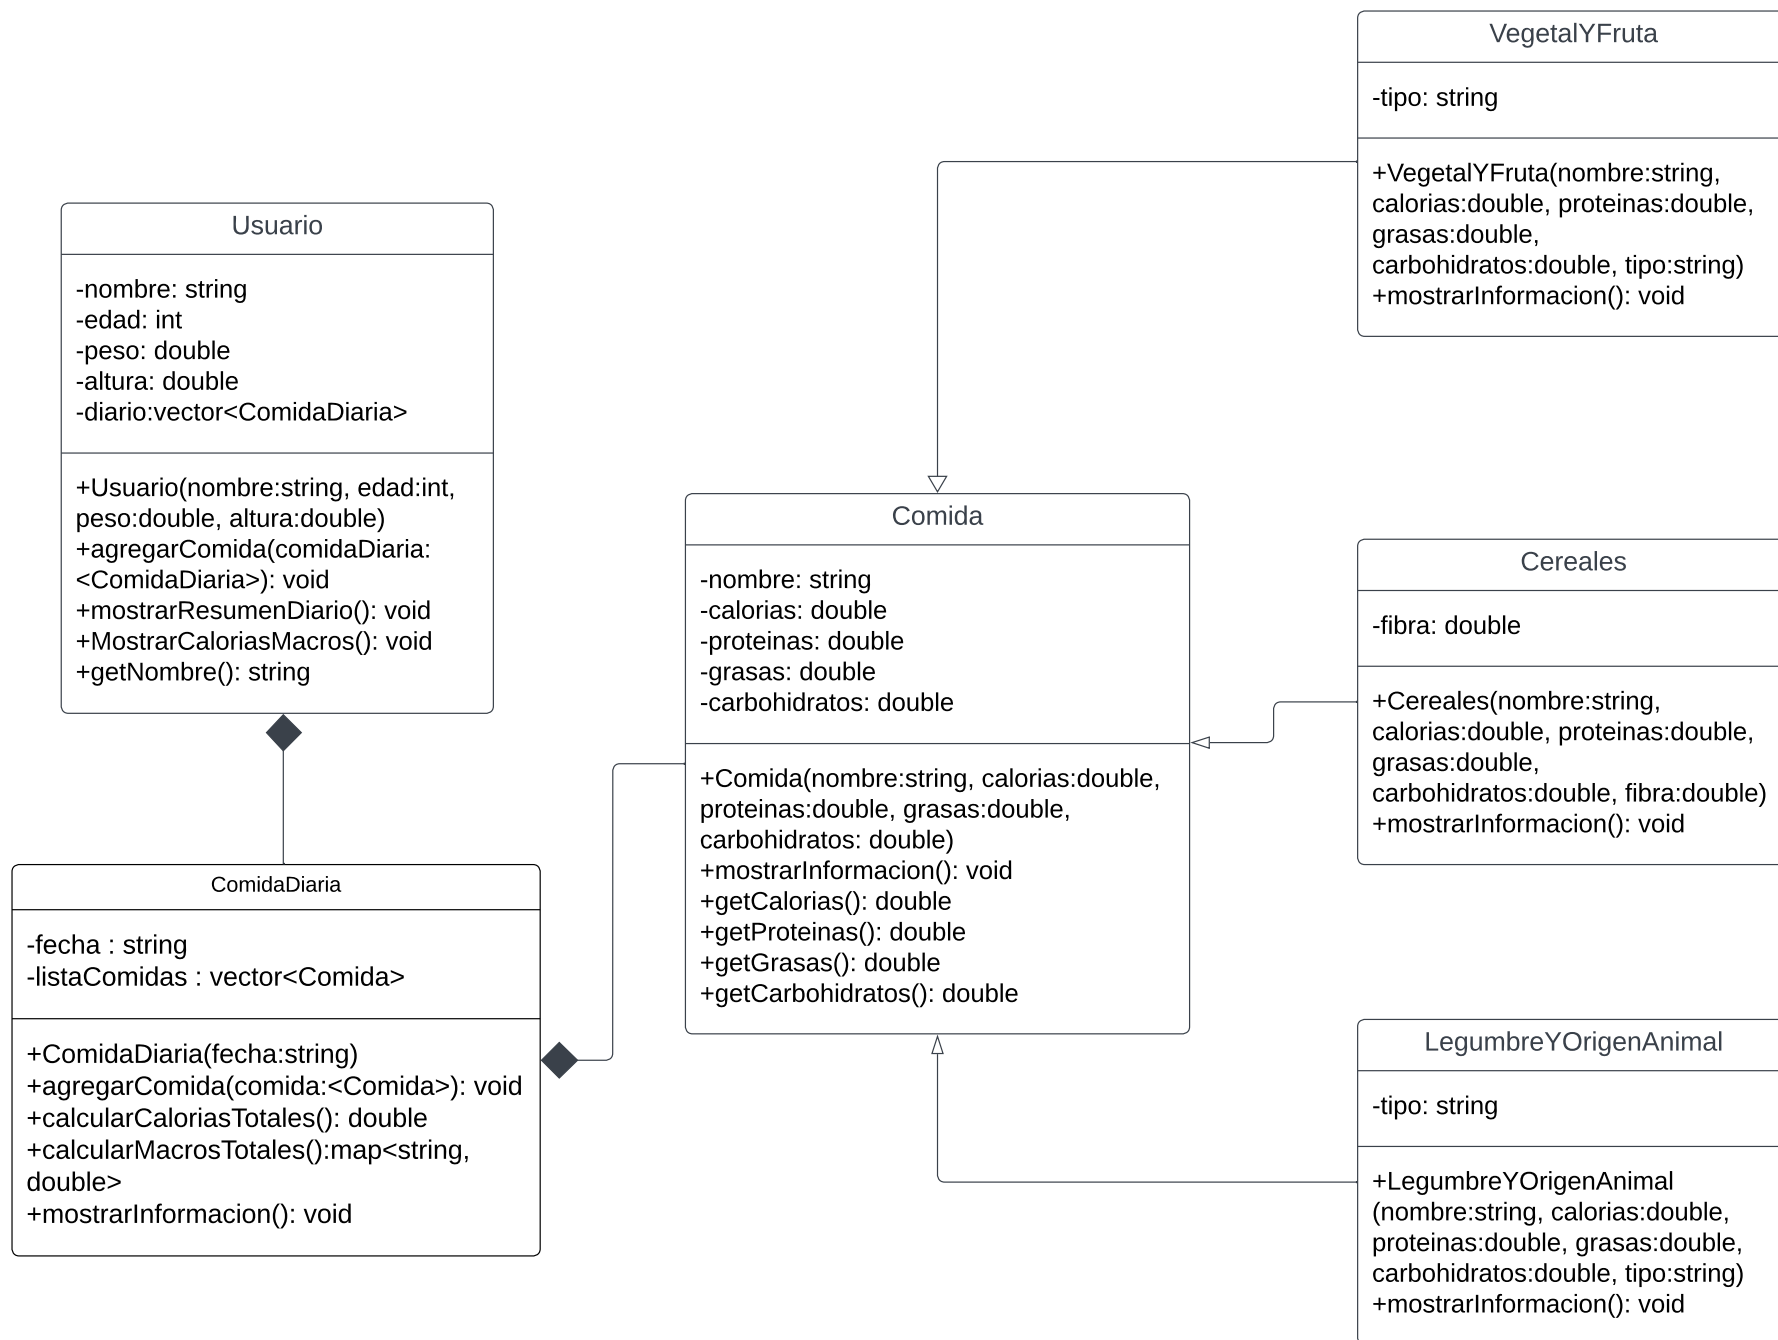 VegetalYFruta
-tipo: string
+VegetalYFruta(nombre:string,
calorias:double, proteinas:double,
grasas:double,
carbohidratos:double, tipo:string)
+mostrarInformacion(): void
Usuario
-nombre: string
-edad: int
-peso: double
-altura: double
-diario:vector<ComidaDiaria>
+Usuario(nombre:string, edad:int,
peso:double, altura:double)
+agregarComida(comidaDiaria:
<ComidaDiaria>): void
+mostrarResumenDiario(): void
+MostrarCaloriasMacros(): void
+getNombre(): string
Comida
-nombre: string
-calorias: double
-proteinas: double
-grasas: double
-carbohidratos: double
+Comida(nombre:string, calorias:double,
proteinas:double, grasas:double,
carbohidratos: double)
+mostrarInformacion(): void
+getCalorias(): double
+getProteinas(): double
+getGrasas(): double
+getCarbohidratos(): double
Cereales
-fibra: double
+Cereales(nombre:string,
calorias:double, proteinas:double,
grasas:double,
carbohidratos:double, fibra:double)
+mostrarInformacion(): void
ComidaDiaria
-fecha : string
-listaComidas : vector<Comida>
+ComidaDiaria(fecha:string)
+agregarComida(comida:<Comida>): void
+calcularCaloriasTotales(): double
+calcularMacrosTotales():map<string,
double>
+mostrarInformacion(): void
LegumbreYOrigenAnimal
-tipo: string
+LegumbreYOrigenAnimal
(nombre:string, calorias:double,
proteinas:double, grasas:double,
carbohidratos:double, tipo:string)
+mostrarInformacion(): void